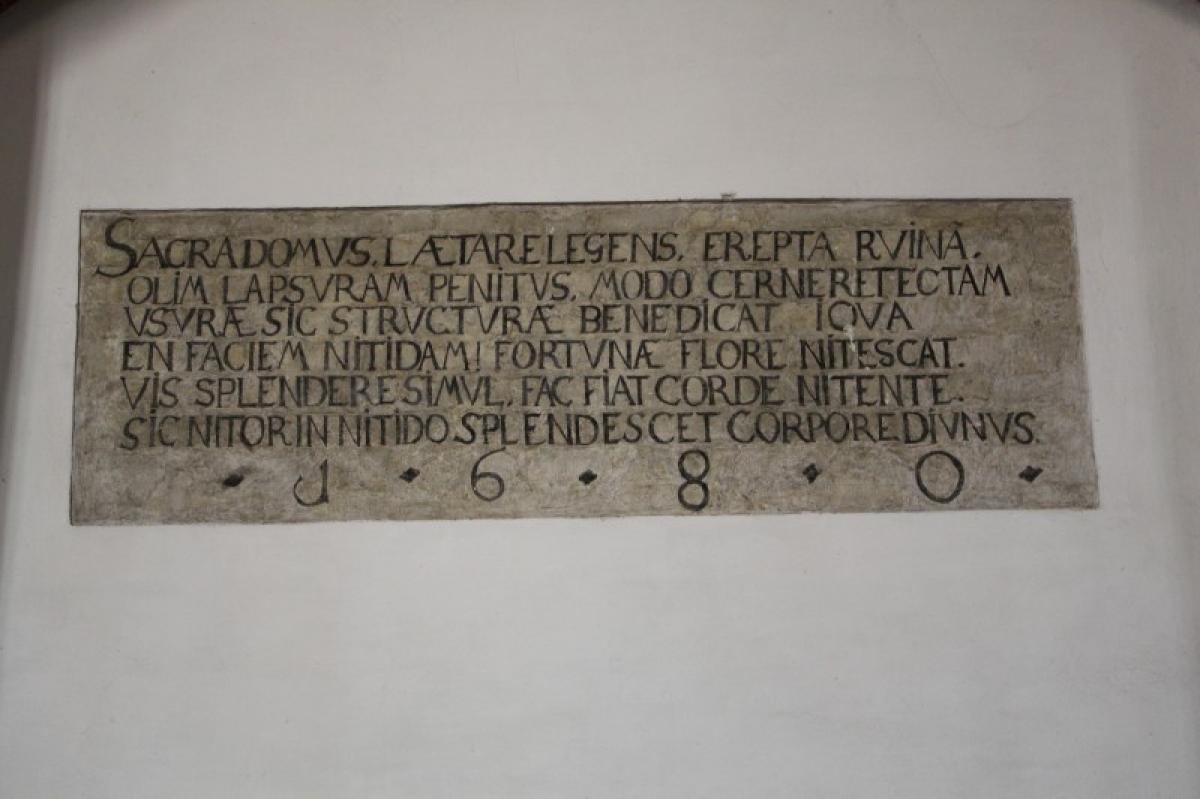 SACRA DOMVS. LÆTARE LEGENS. EREPTA RVINÂ.
OLIM LAPSVRAM PENITVS. MODO CERNE RETECTAM
VSVRÆ SIC STRVCTVRÆ BENEDICAT IOVA
EN FACIEM NITIDAM! FORTVNÆ FLORE NITESCAT.
VIS SPLENDERE SIMVL. FAC FIAT CORDE NITENTE.
SIC NITOR IN NITIDO SPLENDESCET CORPORE DIVNVS.
1 6 8 0